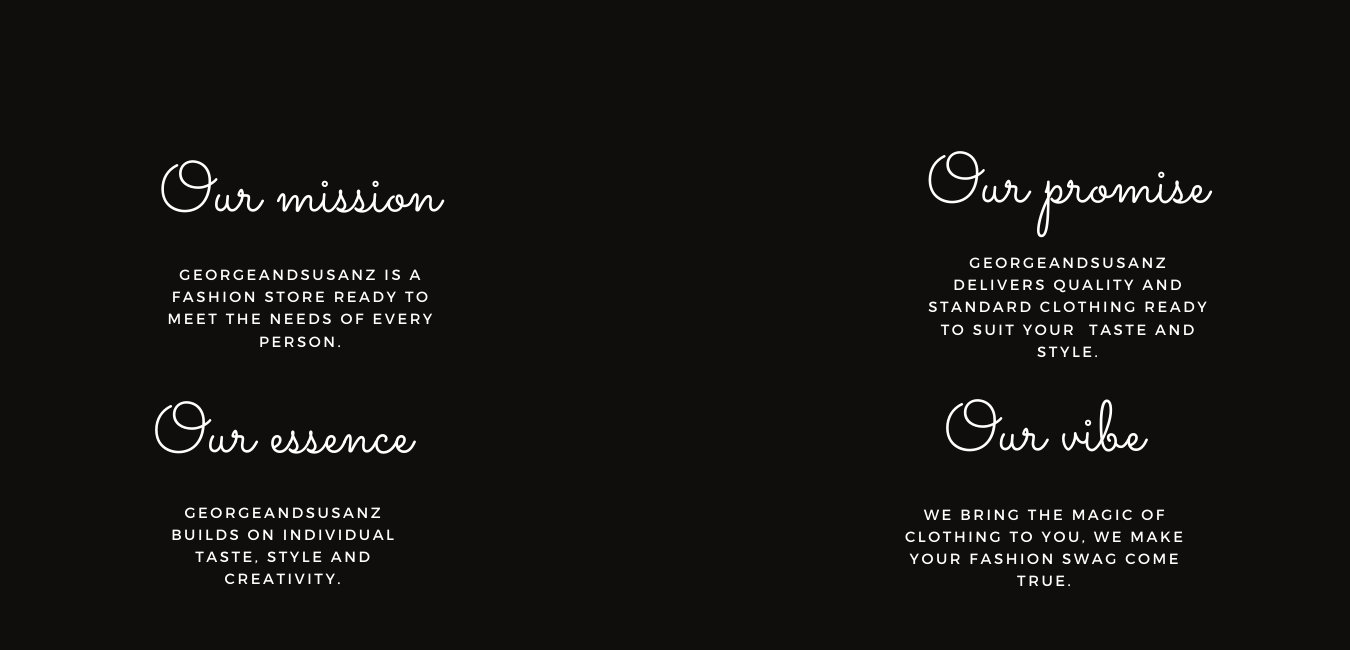 Our mission
GEORGEANDSUSANZ IS A
FASHION STORE READY TO
MEET THE NEEDS OF EVERY
PERSON.
Our promise
GEORGEANDSUSANZ
DELIVERS QUALITY AND
STANDARD CLOTHING READY
TO SUIT YOUR TASTE AND
STYLE.
Our essence
GEORGEANDSUSANZ
BUILDS ON INDIVIDUAL
TASTE, STYLE AND
CREATIVITY.
Our vibe
WE BRING THE MAGIC OF
CLOTHING TO YOU, WE MAKE
YOUR FASHION SWAG COME
TRUE.